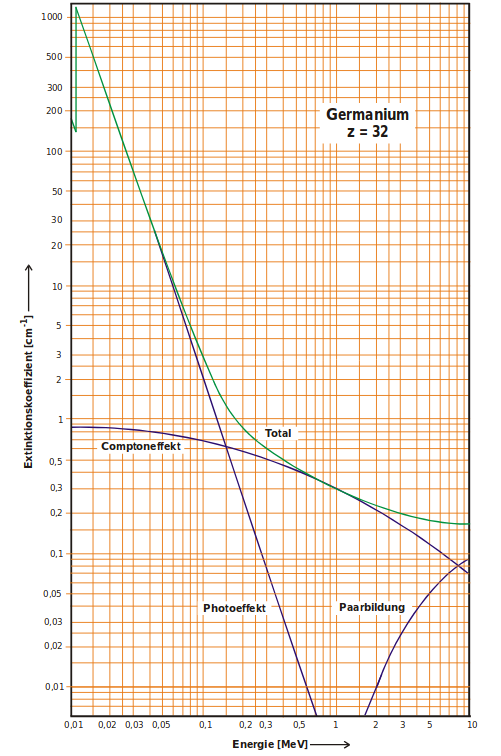 1000
500
300
200
100
50
30
20
10
5
3
2
1
0,5
0,3
0,2
0,1
0,05
0,03
0,02
0,01
Extinktionskoeffizient [cm⁻¹]
Germanium
z = 32
Total
Comptoneffekt
Photoeffekt
Paarbildung
0,01 0,02 0,03 0,05 0,1 0,2 0,3 0,5 1 2 3 5 10
Energie [MeV]